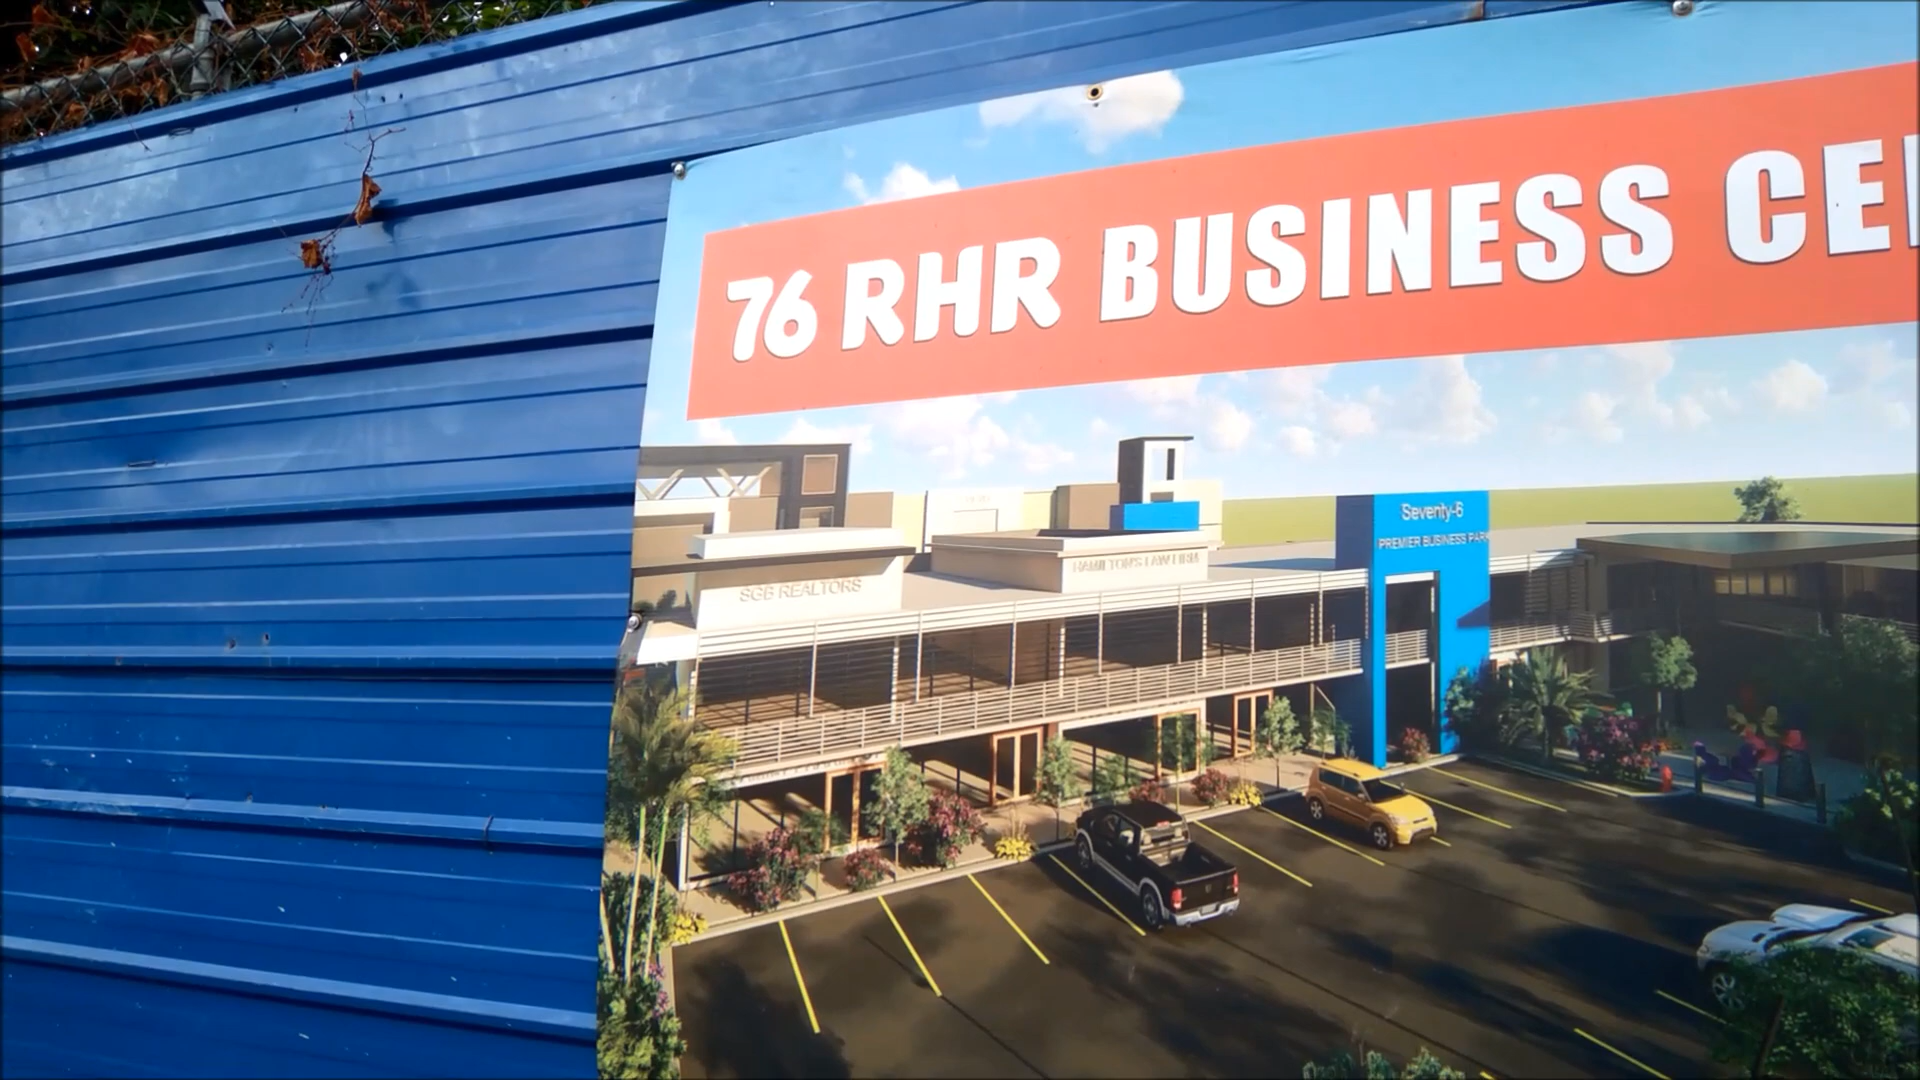 76 RHR BUSINESS CE
Seventy-6
PREMIER BUSINESS PARK
HAMILTON'S LAW FIRM
SGB REALTORS